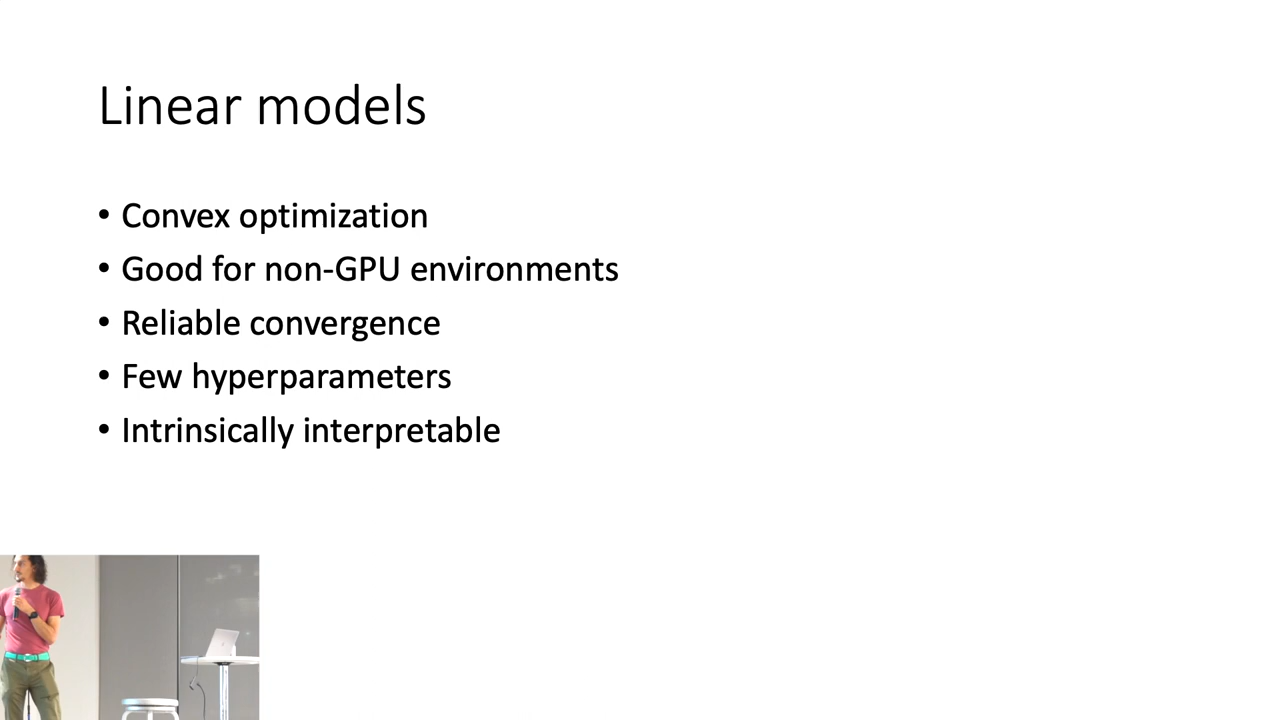 Linear models
• Convex optimization
• Good for non-GPU environments
• Reliable convergence
• Few hyperparameters
• Intrinsically interpretable